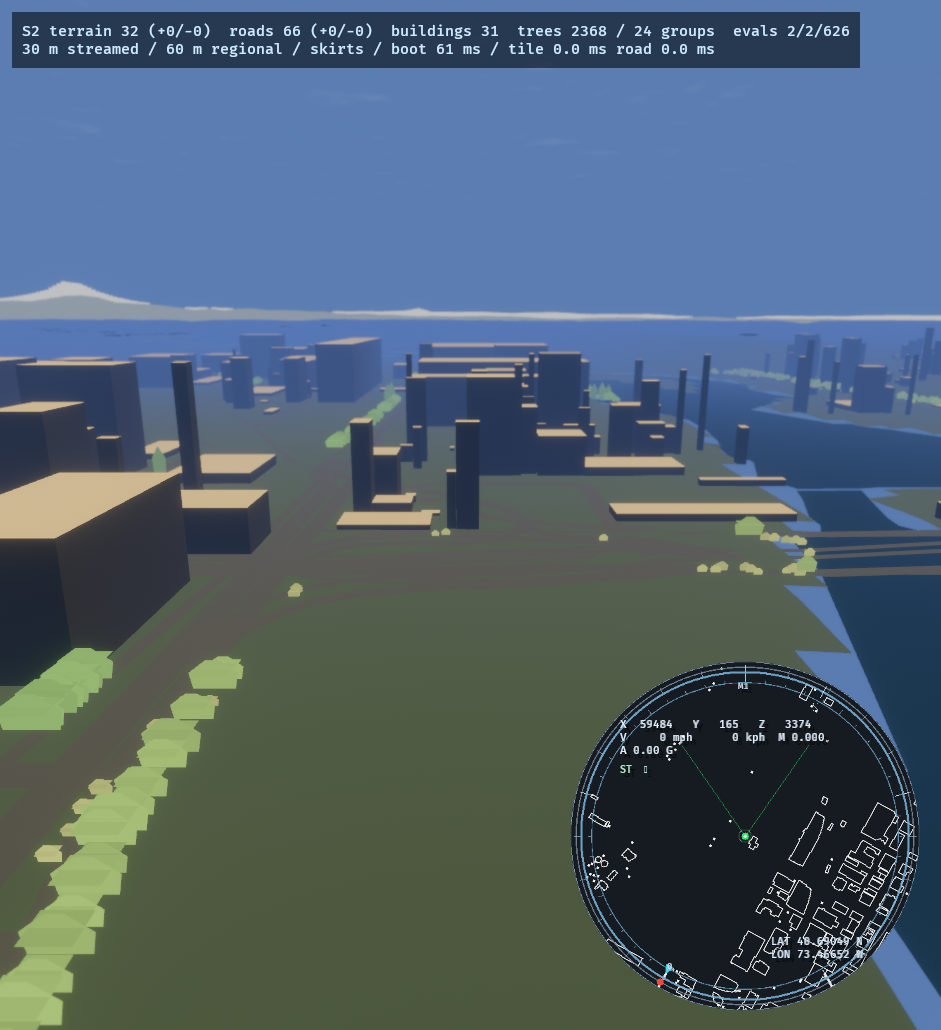 S2 terrain 32 (+0/-0)  roads 66 (+0/-0)  buildings 31  trees 2368 / 24 groups  evals 2/2/626
30 m streamed / 60 m regional / skirts / boot 61 ms / tile 0.0 ms road 0.0 ms
X 59484 Y 165 Z 3374
V 0 mph 0 kph M 0.000
A 0.00 G
ST
LAT 40.69049 N
LON 73.46652 W